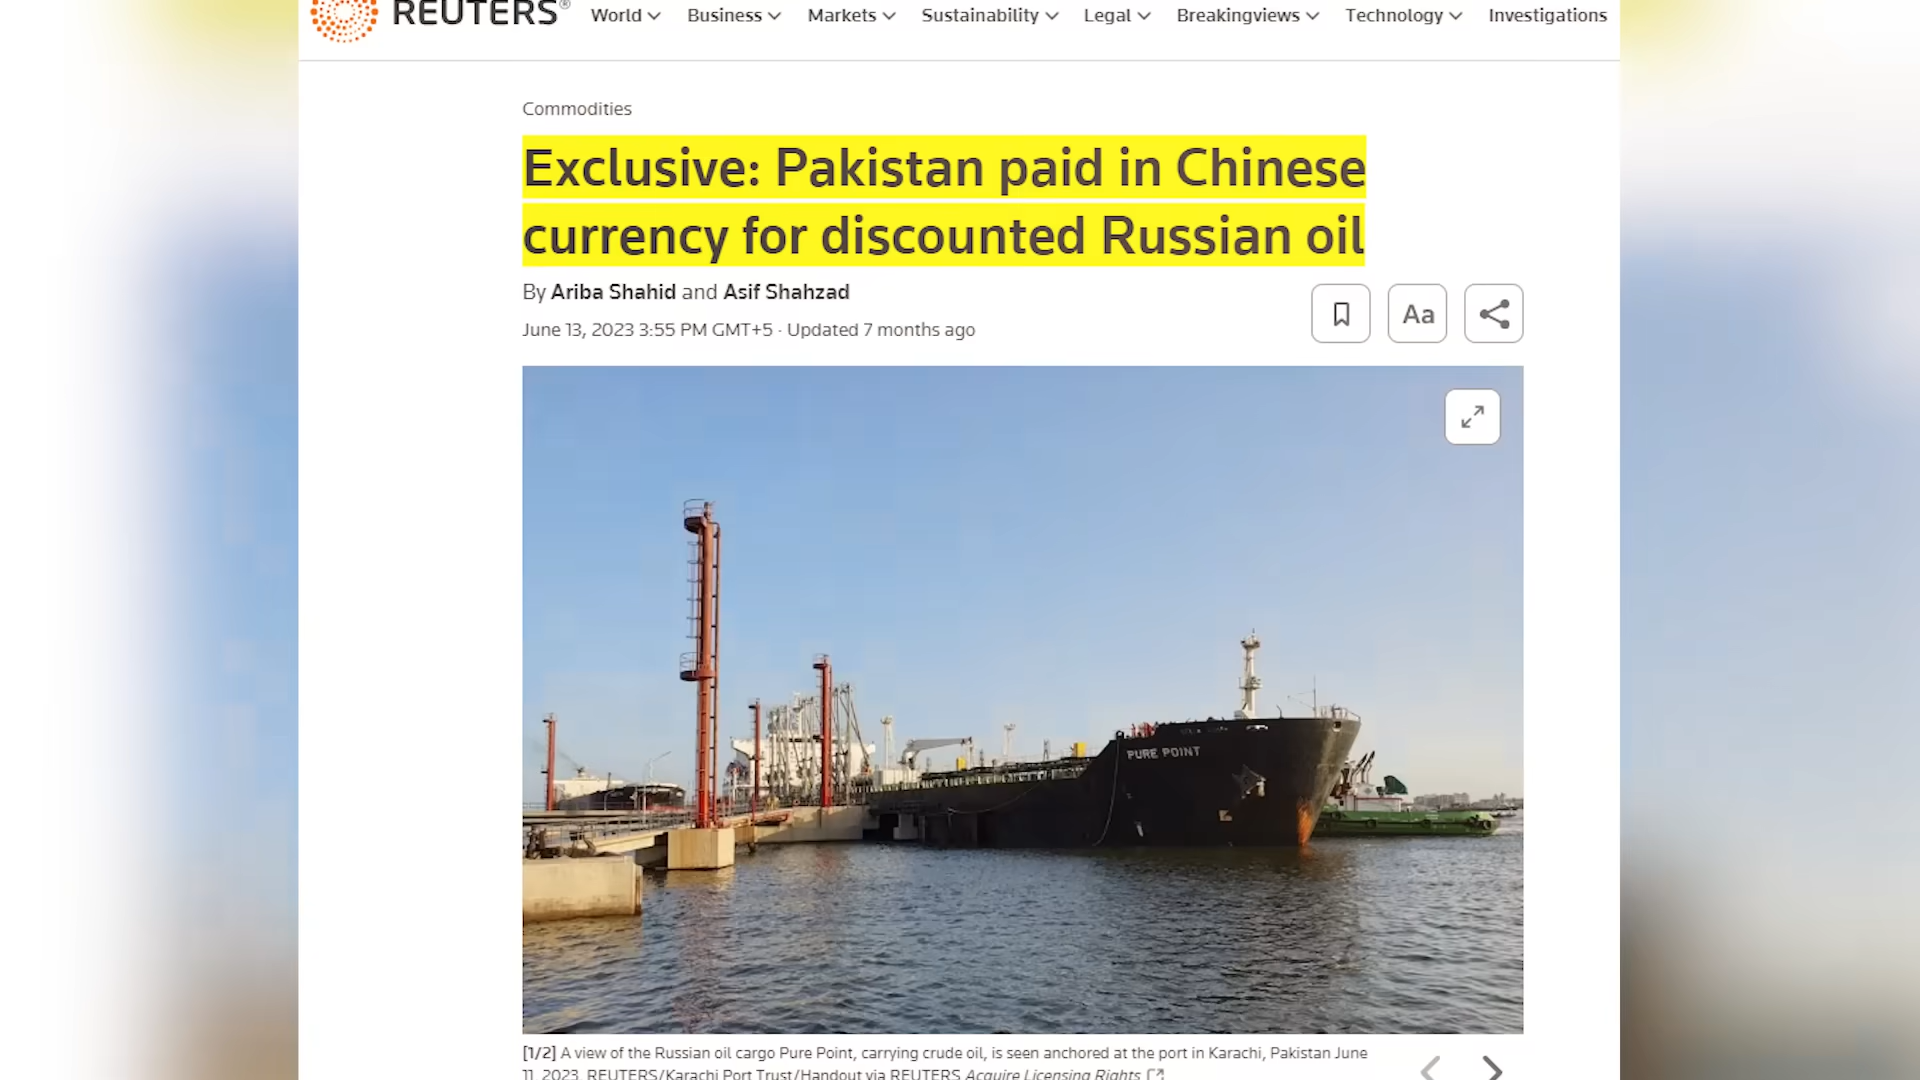 REUTERS®
World
Business
Markets
Sustainability
Legal
Breakingviews
Technology
Investigations
Commodities
Exclusive: Pakistan paid in Chinese
currency for discounted Russian oil
By Ariba Shahid and Asif Shahzad
June 13, 2023 3:55 PM GMT+5 · Updated 7 months ago
Aa
PURE POINT
[1/2] A view of the Russian oil cargo Pure Point, carrying crude oil, is seen anchored at the port in Karachi, Pakistan June
11, 2023. REUTERS/Karachi Port Trust/Handout via REUTERS Acquire Licensing Rights